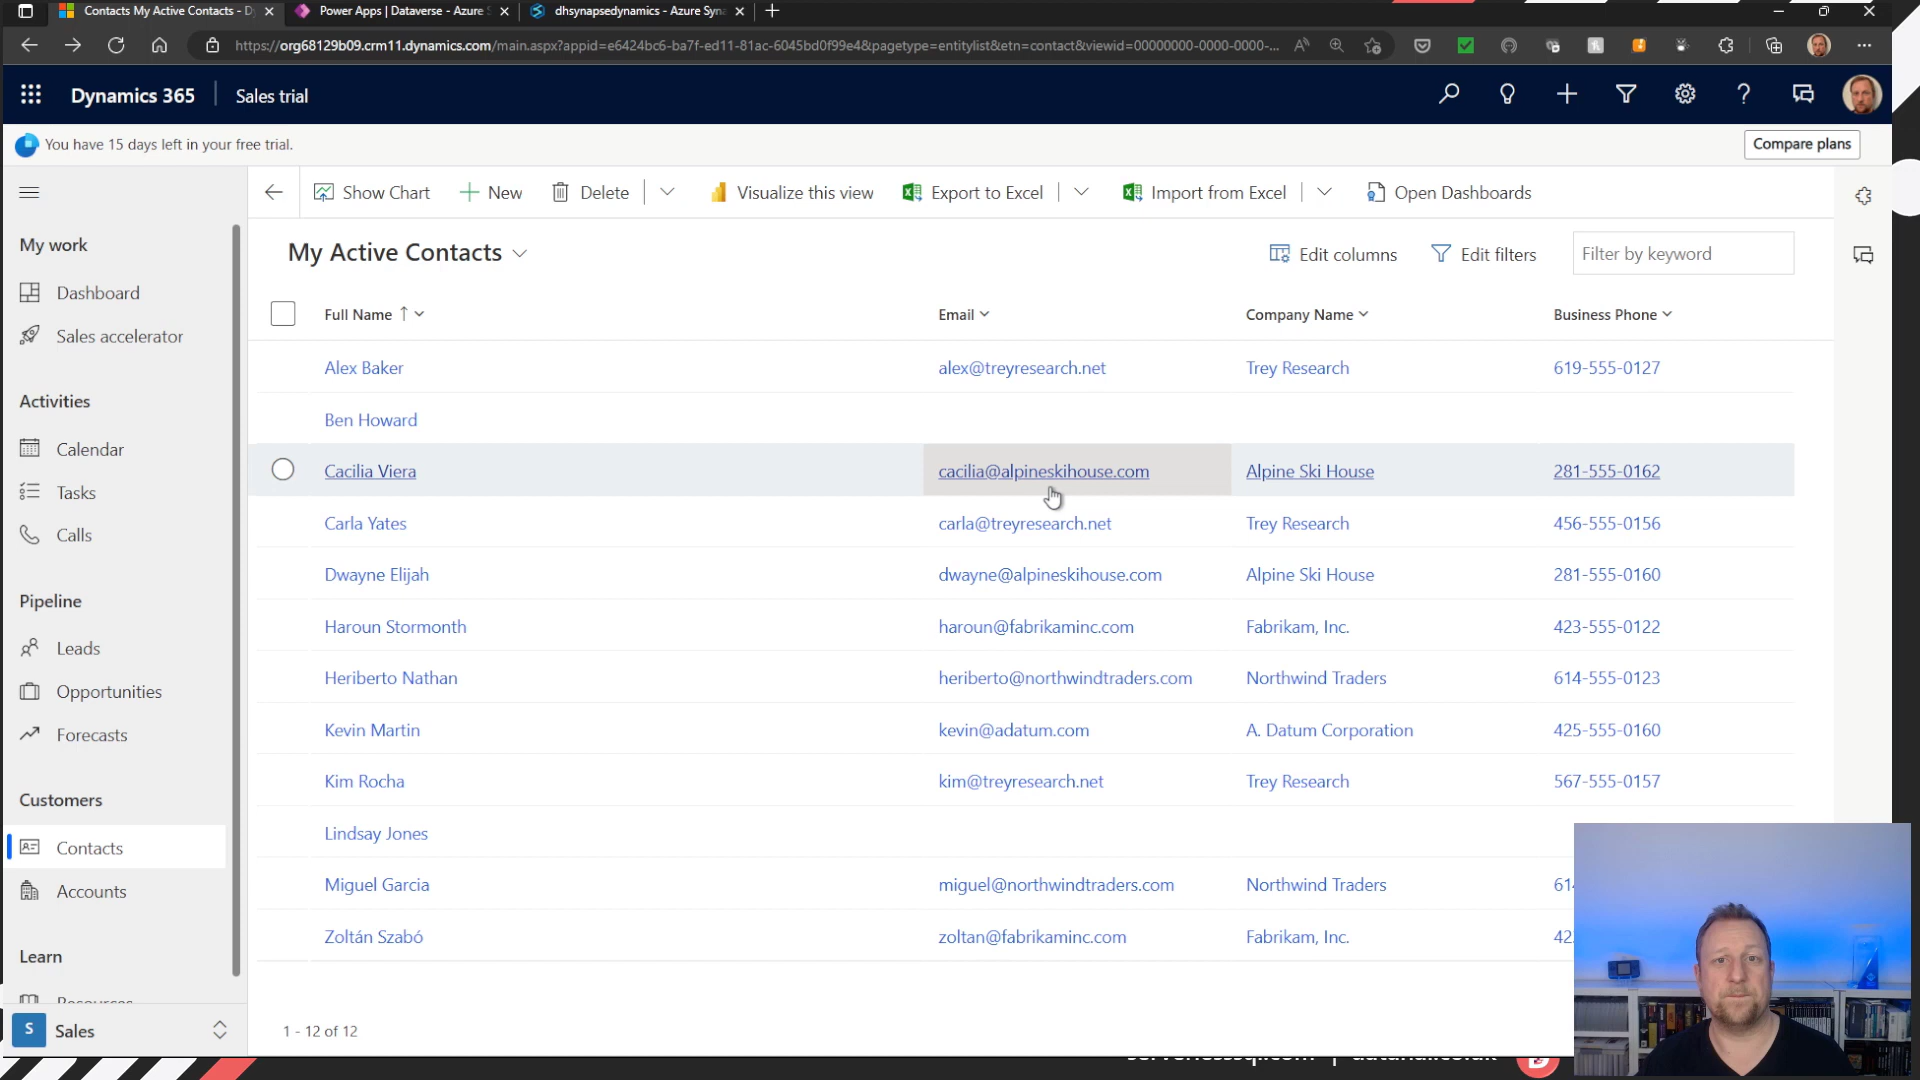 Contacts My Active Contacts - Dy
Power Apps | Dataverse - Azure S
dhsynapsedynamics - Azure Syna
https://org68129b09.crm11.dynamics.com/main.aspx?appid=e6424bc6-ba7f-ed11-81ac-6045bd0f99e4&pagetype=entitylist&etn=contact&viewid=00000000-0000-0000-...
Dynamics 365
Sales trial
You have 15 days left in your free trial.
Compare plans
Show Chart
New
Delete
Visualize this view
Export to Excel
Import from Excel
Open Dashboards
My work
Dashboard
Sales accelerator
Activities
Calendar
Tasks
Calls
Pipeline
Leads
Opportunities
Forecasts
Customers
Contacts
Accounts
Learn
Resources
S
Sales
My Active Contacts
Edit columns
Edit filters
Filter by keyword
Full Name Email Company Name Business Phone
Alex Baker alex@treyresearch.net Trey Research 619-555-0127
Ben Howard
Cacilia Viera cacilia@alpineskihouse.com Alpine Ski House 281-555-0162
Carla Yates carla@treyresearch.net Trey Research 456-555-0156
Dwayne Elijah dwayne@alpineskihouse.com Alpine Ski House 281-555-0160
Haroun Stormonth haroun@fabrikaminc.com Fabrikam, Inc. 423-555-0122
Heriberto Nathan heriberto@northwindtraders.com Northwind Traders 614-555-0123
Kevin Martin kevin@adatum.com A. Datum Corporation 425-555-0160
Kim Rocha kim@treyresearch.net Trey Research 567-555-0157
Lindsay Jones
Miguel Garcia miguel@northwindtraders.com Northwind Traders 61
Zoltán Szabó zoltan@fabrikaminc.com Fabrikam, Inc. 42
1 - 12 of 12